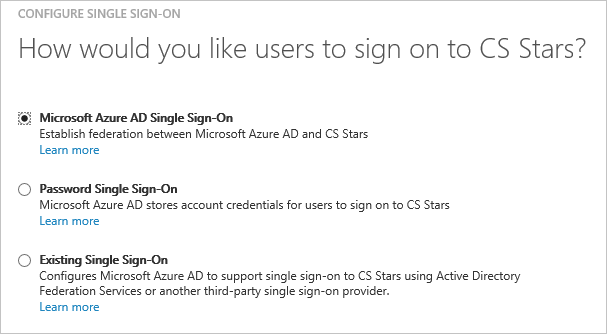 CONFIGURE SINGLE SIGN-ON
How would you like users to sign on to CS Stars?
Microsoft Azure AD Single Sign-On
Establish federation between Microsoft Azure AD and CS Stars
Learn more
Password Single Sign-On
Microsoft Azure AD stores account credentials for users to sign on to CS Stars
Learn more
Existing Single Sign-On
Configures Microsoft Azure AD to support single sign-on to CS Stars using Active Directory
Federation Services or another third-party single sign-on provider.
Learn more